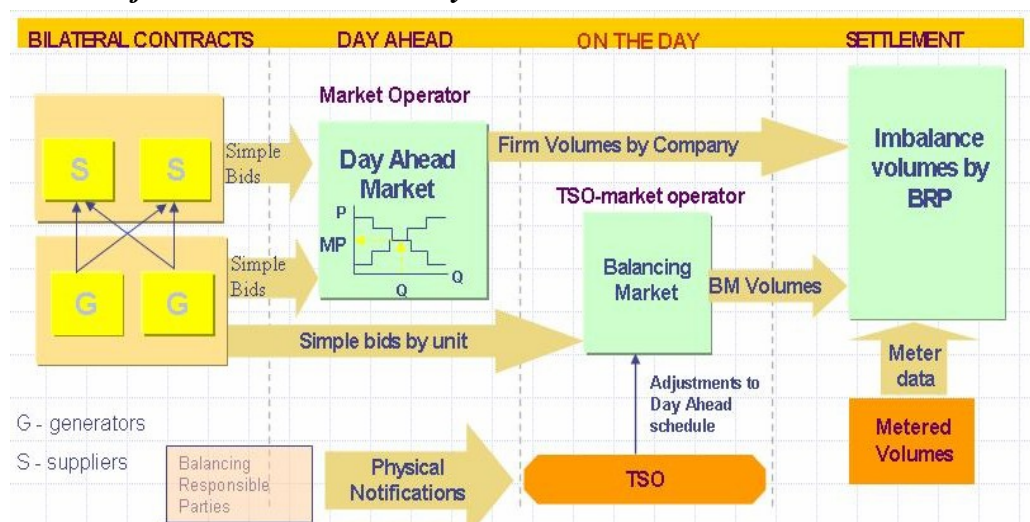 BILATERAL CONTRACTS
DAY AHEAD
ON THE DAY
SETTLEMENT
Market Operator
S
S
Simple
Bids
Day Ahead
Market
P
MP
Q
Q
Firm Volumes by Company
Imbalance
volumes by
BRP
TSO-market operator
G
G
Simple
Bids
Balancing
Market
BM Volumes
Simple bids by unit
Meter
data
Adjustments to
Day Ahead
schedule
G - generators
S - suppliers
Balancing
Responsible
Parties
Physical
Notifications
TSO
Metered
Volumes